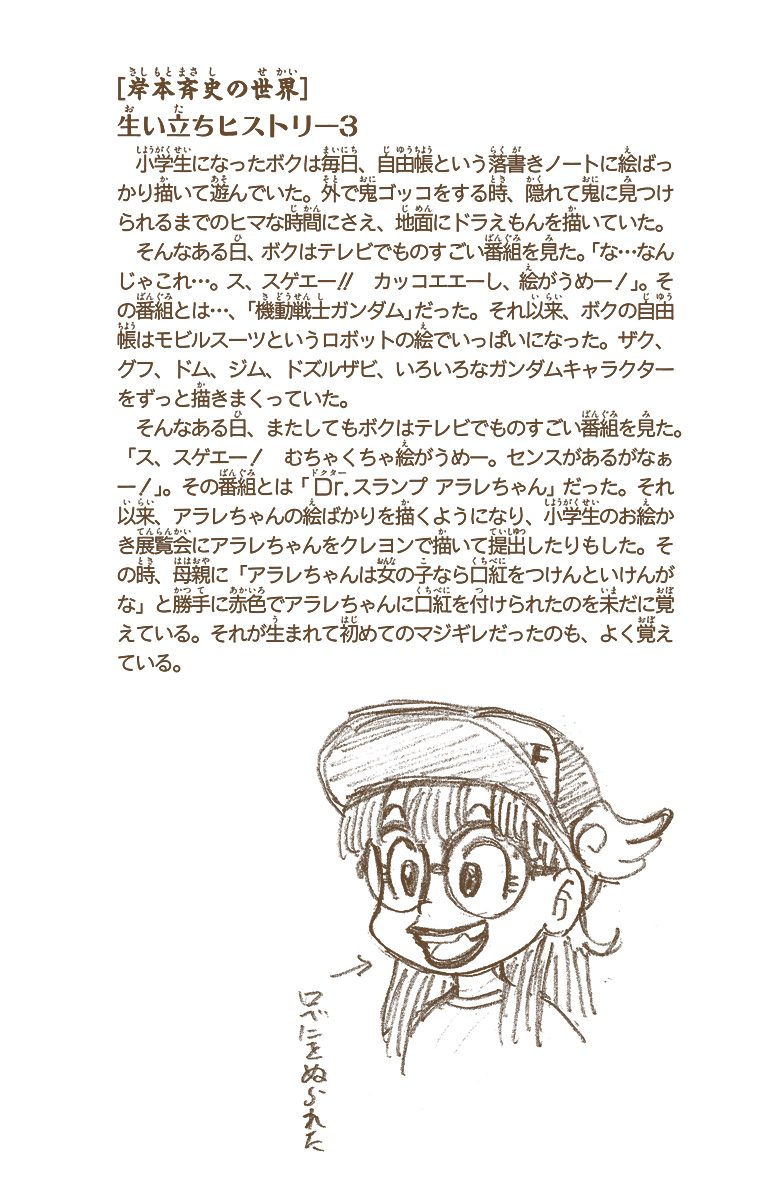 [岸本斉史の世界]
生い立ちヒストリー3
　小学生になったボクは毎日、自由帳という落書きノートに絵ばっ
かり描いて遊んでいた。外で鬼ゴッコをする時、隠れて鬼に見つけ
られるまでのヒマな時間にさえ、地面にドラえもんを描いていた。
　そんなある日、ボクはテレビでものすごい番組を見た。「な…なん
じゃこれ…。ス、スゲエー!!　カッコエエーし、絵がうめー！」。そ
の番組とは…、「機動戦士ガンダム」だった。それ以来、ボクの自由
帳はモビルスーツというロボットの絵でいっぱいになった。ザク、
グフ、ドム、ジム、ドズルザビ、いろいろなガンダムキャラクター
をずっと描きまくっていた。
　そんなある日、またしてもボクはテレビでものすごい番組を見た。
「ス、スゲエー！　むちゃくちゃ絵がうめー。センスがあるがなぁ
ー！」。その番組とは「Dr.スランプ アラレちゃん」だった。それ
以来、アラレちゃんの絵ばかりを描くようになり、小学生のお絵か
き展覧会にアラレちゃんをクレヨンで描いて提出したりもした。そ
の時、母親に「アラレちゃんは女の子なら口紅をつけんといけんが
な」と勝手に赤色でアラレちゃんに口紅を付けられたのを未だに覚
えている。それが生まれて初めてのマジギレだったのも、よく覚え
ている。
F
口べにをぬられた